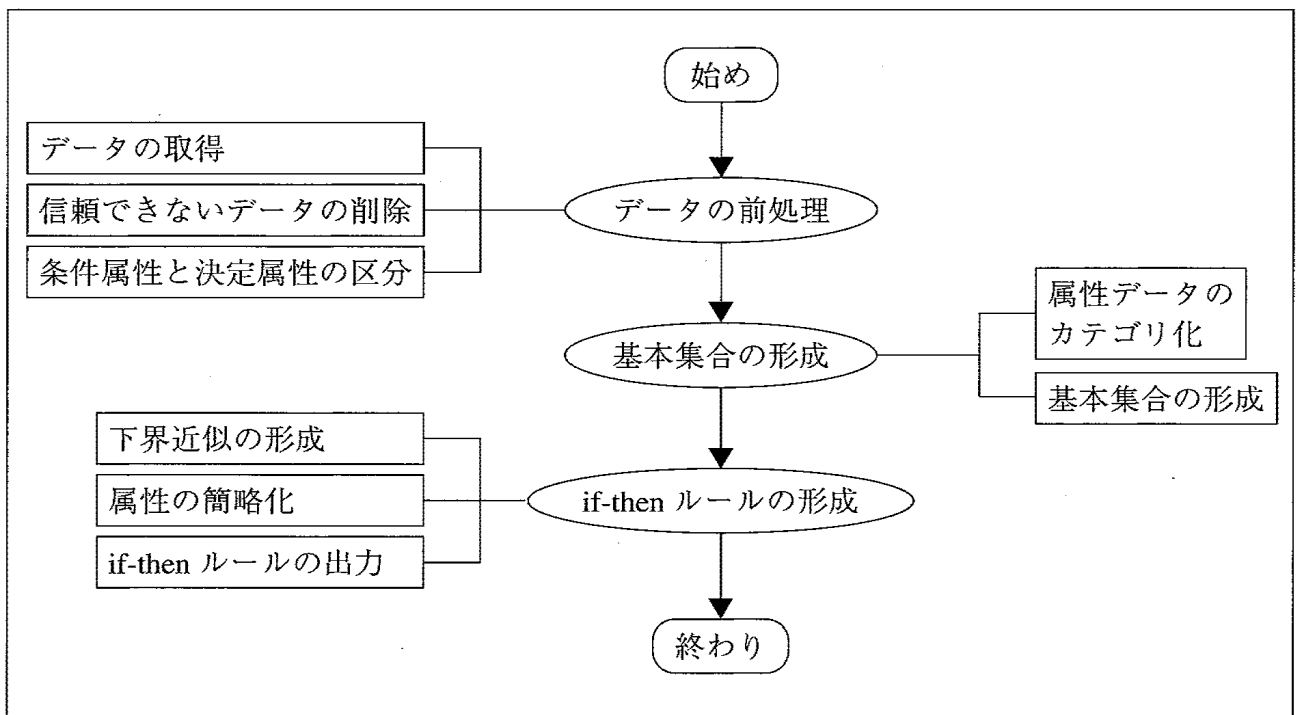 始め
データの取得
信頼できないデータの削除
条件属性と決定属性の区分
データの前処理
基本集合の形成
属性データの
カテゴリ化
基本集合の形成
下界近似の形成
属性の簡略化
if-then ルールの出力
if-then ルールの形成
終わり